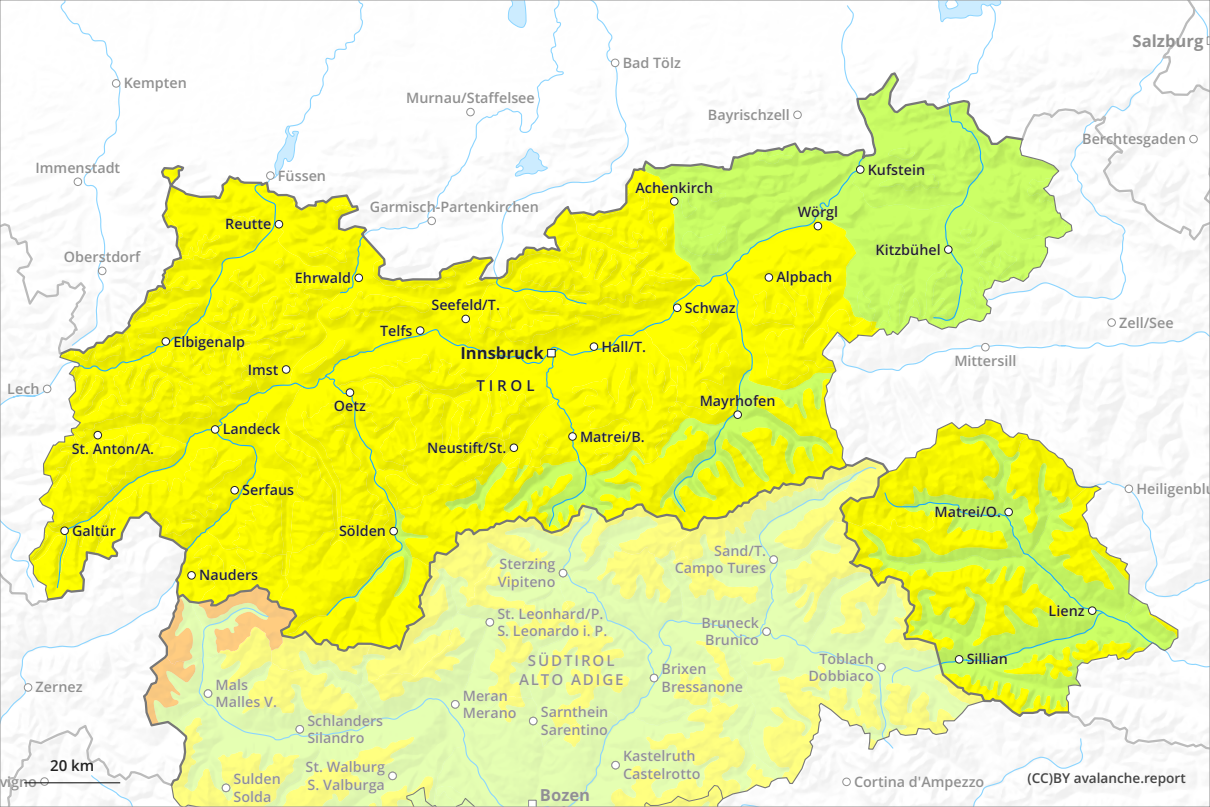 Salzburg
Kempten
Bad Tölz
Murnau/Staffelsee
Bayrischzell
Berchtesgaden
Immenstadt
Füssen
Kufstein
Achenkirch
Garmisch-Partenkirchen
Wörgl
Reutte
Kitzbühel
Oberstdorf
Ehrwald
Alpbach
Seefeld/T.
Schwaz
Telfs
Zell/See
Elbigenalp
Innsbruck
Hall/T.
Mittersill
Imst
TIROL
Lech
Oetz
Mayrhofen
Landeck
Matrei/B.
St. Anton/A.
Neustift/St.
Serfaus
Heiligenblu
Matrei/O.
Galtür
Sölden
Sterzing
Vipiteno
Sand/T.
Campo Tures
Nauders
St. Leonhard/P.
S. Leonardo i. P.
Lienz
Bruneck
Brunico
SÜDTIROL
ALTO ADIGE
Sillian
Toblach
Dobbiaco
Brixen
Bressanone
Zernez
Mals
Malles V.
Meran
Merano
Sarnthein
Sarentino
Schlanders
Silandro
20 km
St. Walburg
S. Valburga
Kastelruth
Castelrotto
vigno
Sulden
Solda
Cortina d'Ampezzo
(CC)BY avalanche.report
Bozen